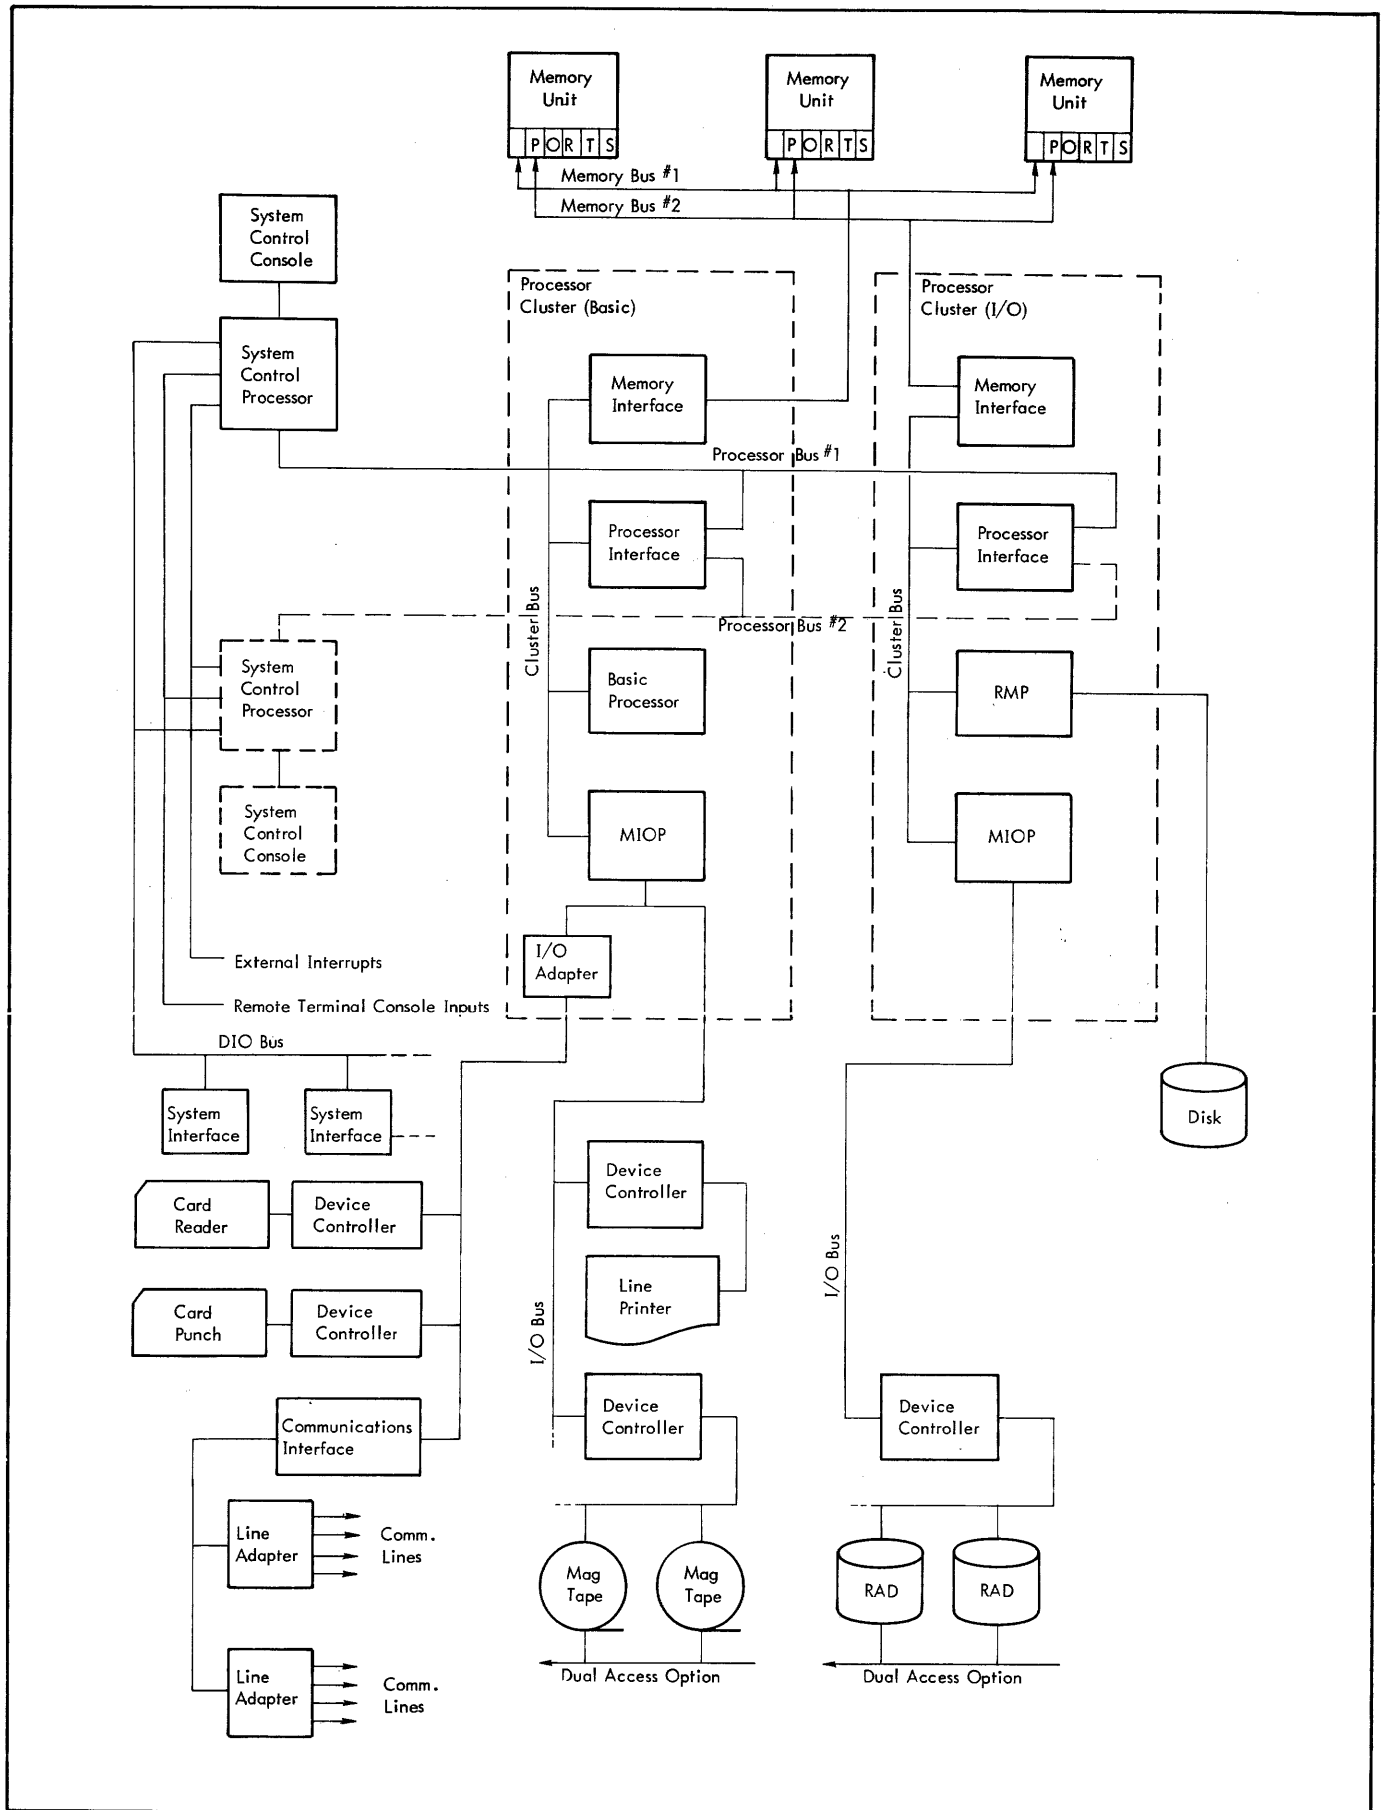 Memory
Unit
PORTS
Memory
Unit
PORTS
Memory
Unit
PORTS
Memory Bus #1
Memory Bus #2
System
Control
Console
System
Control
Processor
Processor
Cluster (Basic)
Processor
Cluster (I/O)
Memory
Interface
Memory
Interface
Processor Bus #1
Processor
Interface
Processor
Interface
Cluster Bus
Cluster Bus
Processor Bus #2
System
Control
Processor
Basic
Processor
RMP
System
Control
Console
MIOP
MIOP
I/O
Adapter
External Interrupts
Remote Terminal Console Inputs
DIO Bus
System
Interface
System
Interface
Disk
Card
Reader
Device
Controller
Device
Controller
Card
Punch
Device
Controller
Line
Printer
I/O Bus
I/O Bus
Communications
Interface
Device
Controller
Device
Controller
Line
Adapter
Comm.
Lines
Mag
Tape
Mag
Tape
RAD
RAD
Line
Adapter
Comm.
Lines
Dual Access Option
Dual Access Option